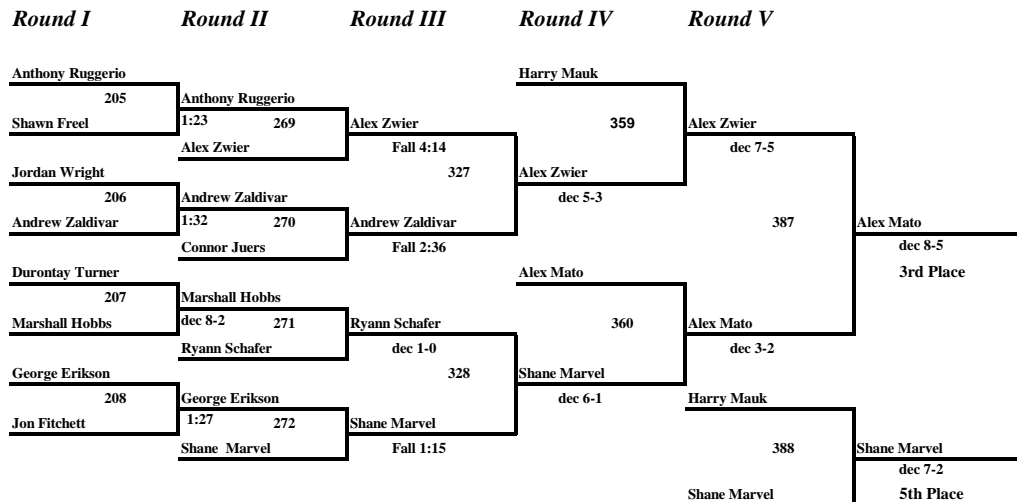 Round I Round II Round III Round IV Round V
Anthony Ruggerio Harry Mauk
205 Anthony Ruggerio
Shawn Freel 1:23 269 Alex Zwier 359 Alex Zwier
Alex Zwier Fall 4:14 dec 7-5
Jordan Wright 327 Alex Zwier
206 Andrew Zaldivar dec 5-3
Andrew Zaldivar 1:32 270 Andrew Zaldivar 387 Alex Mato
Connor Juers Fall 2:36 dec 8-5
Durontay Turner Alex Mato 3rd Place
207 Marshall Hobbs
Marshall Hobbs dec 8-2 271 Ryann Schafer 360 Alex Mato
Ryann Schafer dec 1-0 dec 3-2
George Erikson 328 Shane Marvel
208 George Erikson dec 6-1 Harry Mauk
Jon Fitchett 1:27 272 Shane Marvel
Shane Marvel Fall 1:15 388 Shane Marvel
dec 7-2
Shane Marvel 5th Place